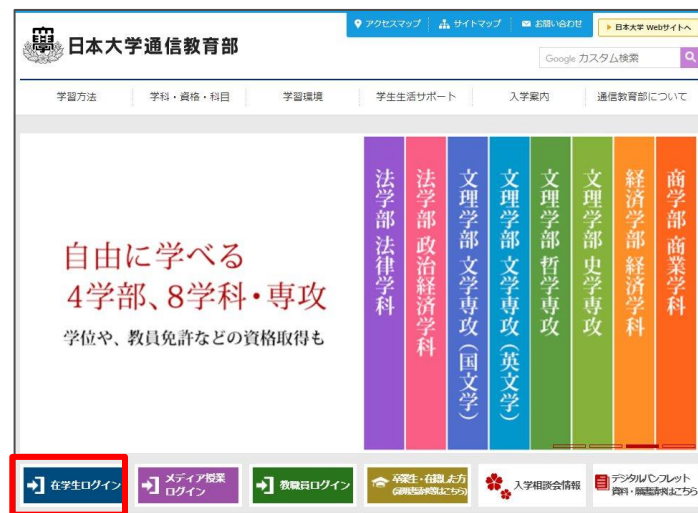 アクセスマップ
サイトマップ
お問い合わせ
日本大学 Webサイトへ
日本大学通信教育部
Google カスタム検索
学習方法
学科・資格・科目
学習環境
学生生活サポート
入学案内
通信教育部について
自由に学べる
4学部、8学科・専攻
学位や、教員免許などの資格取得も
法学部 法律学科
法学部 政治経済学科
文理学部 文学専攻(国文学)
文理学部 文学専攻(英文学)
文理学部 哲学専攻
文理学部 史学専攻
経済学部 経済学科
商学部 商業学科
在学生ログイン
メディア授業
ログイン
教職員ログイン
卒業生・在籍した方
入学相談会情報
デジタルパンフレット
資料・願書請求はこちら